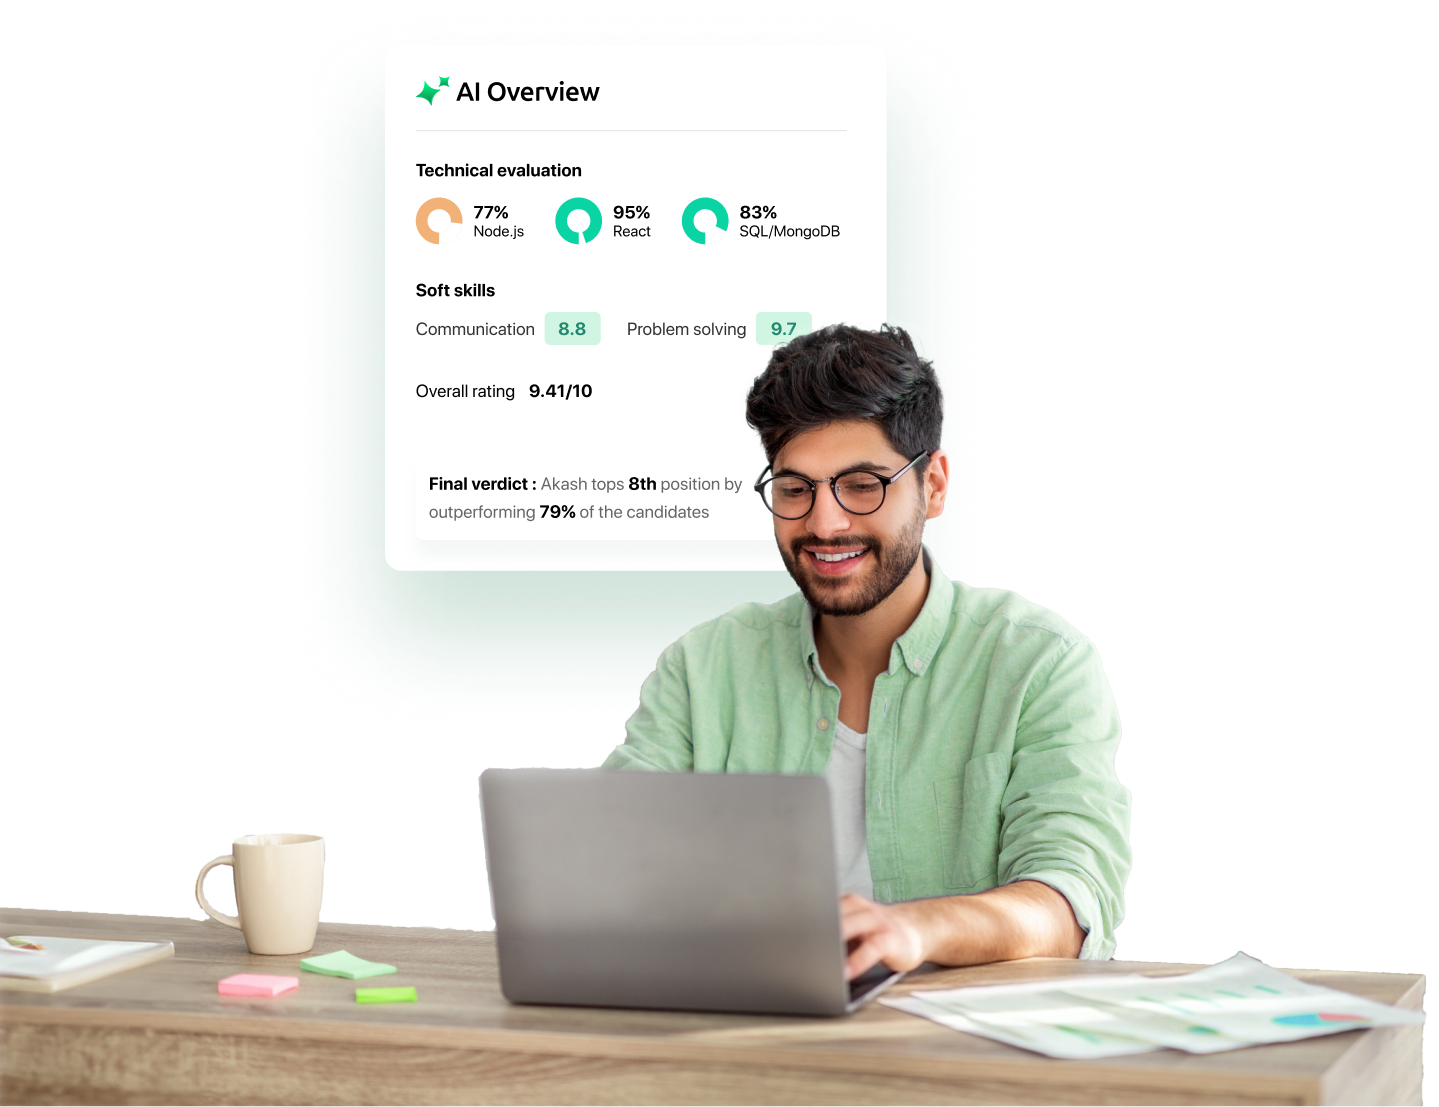 AI Overview
Technical evaluation
77%
Node.js
95%
React
83%
SQL/MongoDB
Soft skills
Communication 8.8 Problem solving 9.7
Overall rating 9.41/10
Final verdict : Akash tops 8th position by
outperforming 79% of the candidates